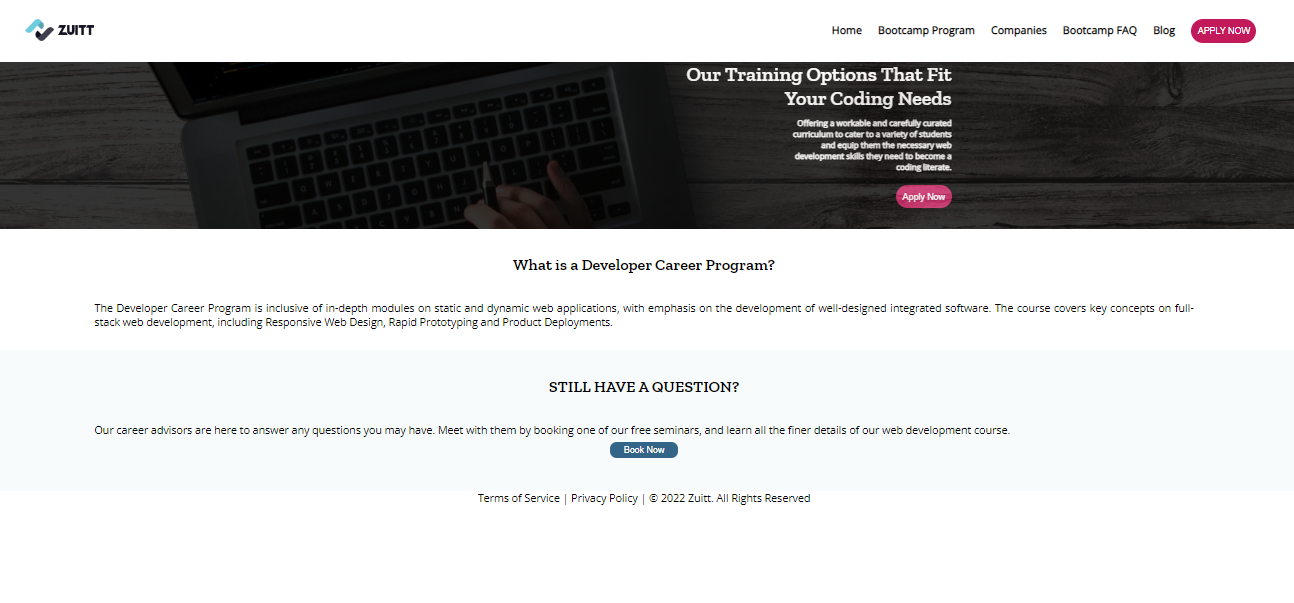 ZUITT
Home Bootcamp Program Companies Bootcamp FAQ Blog APPLY NOW
Our Training Options That Fit
Your Coding Needs
Offering a workable and carefully curated
curriculum to cater to a variety of students
and equip them the necessary web
development skills they need to become a
coding literate.
Apply Now
What is a Developer Career Program?
The Developer Career Program is inclusive of in-depth modules on static and dynamic web applications, with emphasis on the development of well-designed integrated software. The course covers key concepts on full-
stack web development, including Responsive Web Design, Rapid Prototyping and Product Deployments.
STILL HAVE A QUESTION?
Our career advisors are here to answer any questions you may have. Meet with them by booking one of our free seminars, and learn all the finer details of our web development course.
Book Now
Terms of Service | Privacy Policy | © 2022 Zuitt. All Rights Reserved